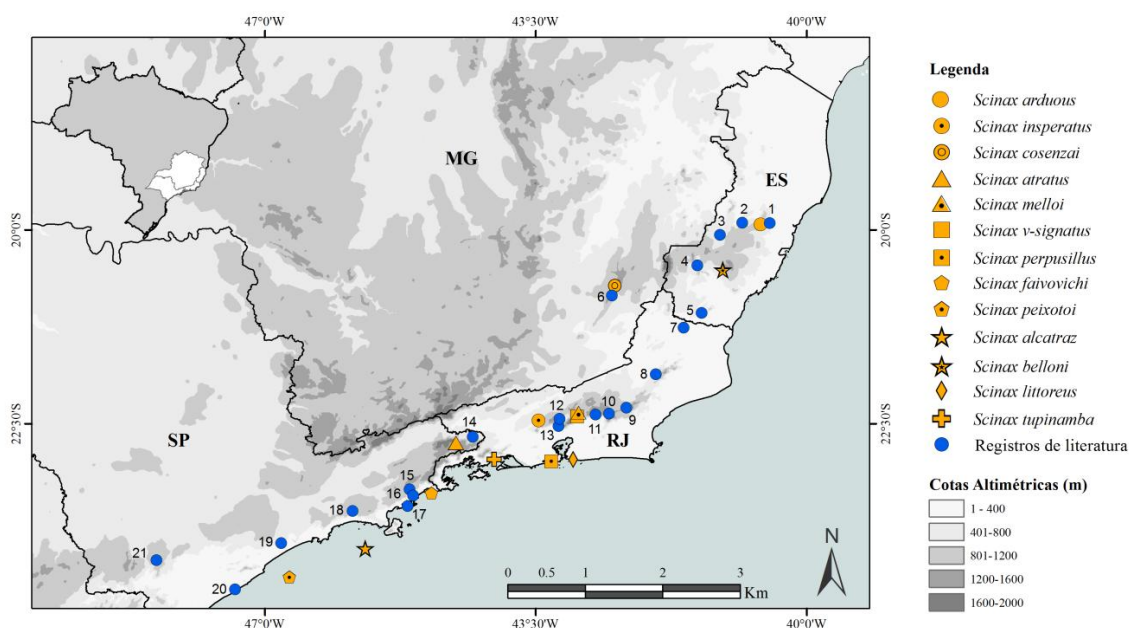 47°0'W 43°30'W 40°0'W
20°0'S
22°30'S
20°0'S
22°30'S
MG
ES
SP
RJ
1
2
3
4
5
6
7
8
9
10
11
12
13
14
15
16
17
18
19
20
21
N
0 0.5 1 2 3
Km
47°0'W 43°30'W 40°0'W
Legenda
Scinax arduous
Scinax insperatus
Scinax cosenzai
Scinax atratus
Scinax melloi
Scinax v-signatus
Scinax perpusillus
Scinax faivovichi
Scinax peixotoi
Scinax alcatraz
Scinax belloni
Scinax littoreus
Scinax tupinamba
Registros de literatura
Cotas Altimétricas (m)
1 - 400
401-800
801-1200
1200-1600
1600-2000